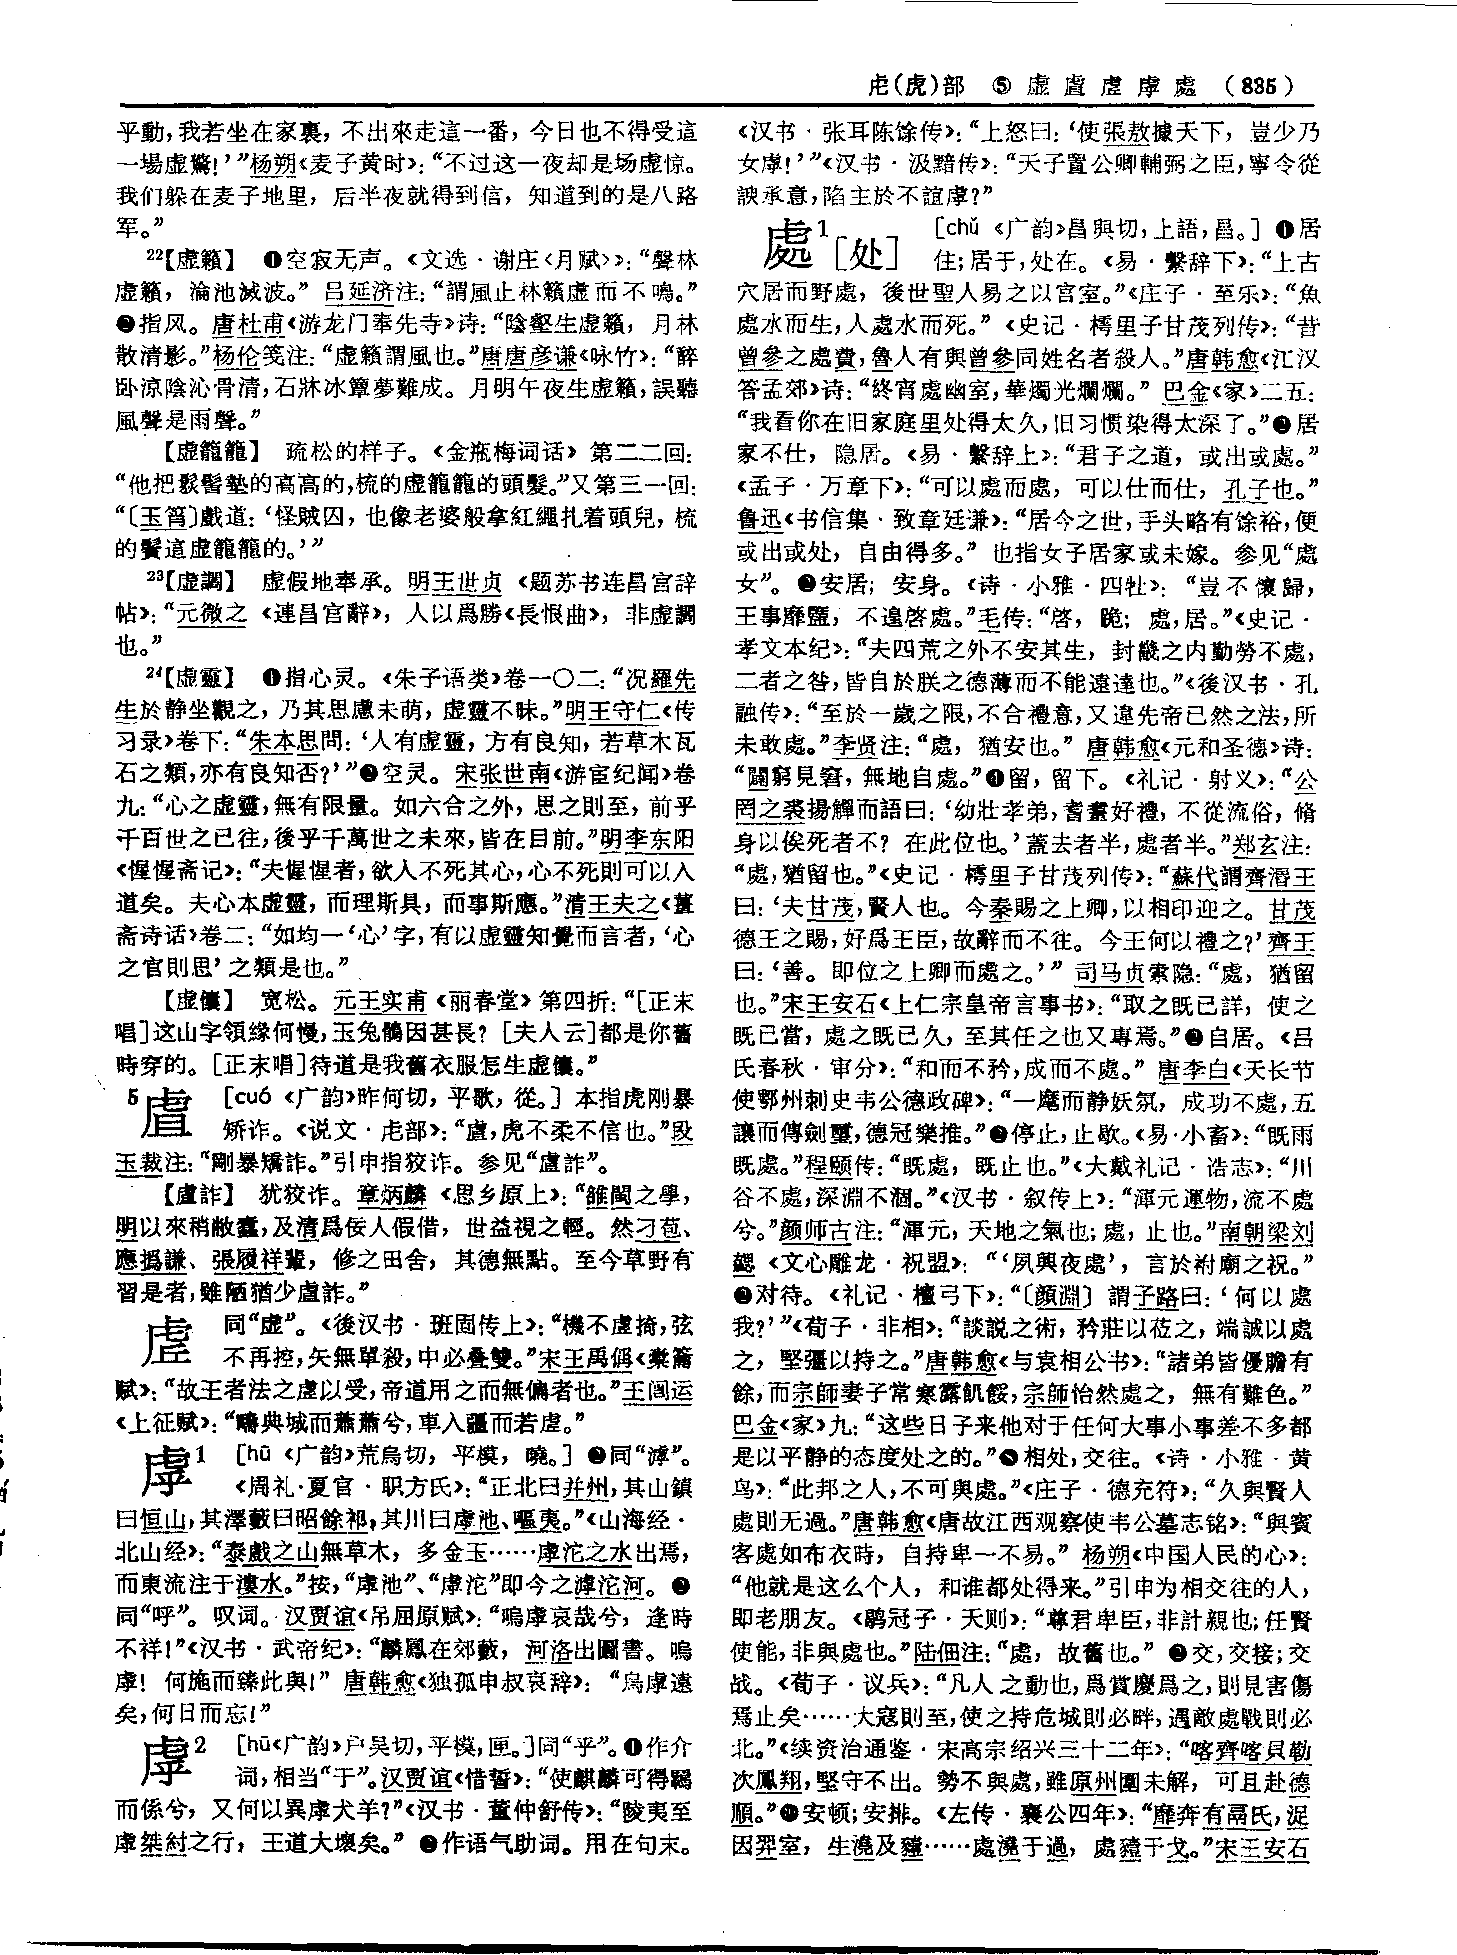 虍(虎)部 ⑤ 虚 虘 虗 虖 處 (835)
平動,我若坐在家裏,不出來走這一番,今日也不得受這
一場虚驚!’”杨朔《麦子黄时》:“不过这一夜却是场虚惊。
我们躲在麦子地里,后半夜就得到信,知道到的是八路
军。”
22【虚籟】 ❶空寂无声。《文选·谢庄〈月赋〉》:“聲林
虚籟,淪池滅波。”吕延济注:“謂風止林籟虚而不鳴。”
❷指风。唐杜甫《游龙门奉先寺》诗:“陰壑生虚籟,月林
散清影。”杨伦笺注:“虚籟謂風也。”唐唐彦谦《咏竹》:“醉
卧涼陰沁骨清,石牀冰簟夢難成。月明午夜生虚籟,誤聽
風聲是雨聲。”
【虚籠籠】 疏松的样子。《金瓶梅词话》第二二回:
“他把䯼髻墊的高高的,梳的虚籠籠的頭髮。”又第三一回:
“〔玉筲〕戲道:‘怪賊囚,也像老婆般拿紅繩扎着頭兒,梳
的鬢這虚籠籠的。’”
23【虚調】 虚假地奉承。明王世贞《题苏书连昌宫辞
帖》:“元微之《連昌宫辭》,人以爲勝《長恨曲》,非虚調
也。”
24【虚靈】 ❶指心灵。《朱子语类》卷一〇二:“况羅先
生於静坐觀之,乃其思慮未萌,虚靈不昧。”明王守仁《传
习录》卷下:“朱本思問:‘人有虚靈,方有良知,若草木瓦
石之類,亦有良知否?’”❷空灵。宋张世南《游宦纪闻》卷
九:“心之虚靈,無有限量。如六合之外,思之則至,前乎
千百世之已往,後乎千萬世之未來,皆在目前。”明李东阳
《惺惺斋记》:“夫惺惺者,欲人不死其心,心不死則可以入
道矣。夫心本虚靈,而理斯具,而事斯應。”清王夫之《薑
斋诗话》卷二:“如均一‘心’字,有以虚靈知覺而言者,‘心
之官則思’之類是也。”
【虚儾】 宽松。元王实甫《丽春堂》第四折:“[正末
唱]这山字領緣何慢,玉兔鶻因甚長?[夫人云]都是你舊
時穿的。[正末唱]待道是我舊衣服怎生虚儾。”
5虘 [cuó 《广韵》昨何切,平歌,從。]本指虎刚暴
矫诈。《说文·虍部》:“虘,虎不柔不信也。”段
玉裁注:“剛暴矯詐。”引申指狡诈。参见“虘詐”。
【虘詐】 犹狡诈。章炳麟《思乡原上》:“雒閩之學,
明以來稍敝蠹,及清爲佞人假借,世益視之輕。然刁苞、
應撝謙、張履祥輩,修之田舍,其德無點。至今草野有
習是者,雖陋猶少虘詐。”
虗 同“虚”。《後汉书·班固传上》:“機不虗掎,弦
不再控,矢無單殺,中必疊雙。”宋王禹偁《橐籥
赋》:“故王者法之虗以受,帝道用之而無偏者也。”王闿运
《上征赋》:“疇典城而蕭蕭兮,車入疆而若虗。”
虖1 [hū 《广韵》荒烏切,平模,曉。]❶同“滹”。
《周礼·夏官·职方氏》:“正北曰并州,其山鎮
曰恒山,其澤藪曰昭餘祁,其川曰虖池、嘔夷。”《山海经·
北山经》:“泰戲之山無草木,多金玉……虖沱之水出焉,
而東流注于漊水。”按,“虖池”、“虖沱”即今之滹沱河。❷
同“呼”。叹词。汉贾谊《吊屈原赋》:“嗚虖哀哉兮,逢時
不祥!”《汉书·武帝纪》:“麟鳳在郊藪,河洛出圖書。嗚
虖!何施而臻此與!”唐韩愈《独孤申叔哀辞》:“烏虖遠
矣,何日而忘!”
虖2 [hū《广韵》户吴切,平模,匣。]同“乎”。❶作介
词,相当“于”。汉贾谊《惜誓》:“使麒麟可得羈
而係兮,又何以異虖犬羊?”《汉书·董仲舒传》:“陵夷至
虖桀紂之行,王道大壞矣。”❷作语气助词。用在句末。
《汉书·张耳陈馀传》:“上怒曰:‘使張敖據天下,豈少乃
女虖!’”《汉书·汲黯传》:“天子置公卿輔弼之臣,寧令從
諛承意,陷主於不誼虖?”
處1[处] [chǔ 《广韵》昌與切,上語,昌。]❶居
住;居于,处在。《易·繫辞下》:“上古
穴居而野處,後世聖人易之以宫室。”《庄子·至乐》:“魚
處水而生,人處水而死。”《史记·樗里子甘茂列传》:“昔
曾參之處費,魯人有與曾參同姓名者殺人。”唐韩愈《江汉
答孟郊》诗:“終宵處幽室,華燭光爛爛。”巴金《家》二五:
“我看你在旧家庭里处得太久,旧习惯染得太深了。”❷居
家不仕,隐居。《易·繫辞上》:“君子之道,或出或處。”
《孟子·万章下》:“可以處而處,可以仕而仕,孔子也。”
鲁迅《书信集·致章廷谦》:“居今之世,手头略有馀裕,便
或出或处,自由得多。”也指女子居家或未嫁。参见“處
女”。❸安居;安身。《诗·小雅·四牡》:“豈不懷歸,
王事靡盬,不遑啓處。”毛传:“啓,跪;處,居。”《史记·
孝文本纪》:“夫四荒之外不安其生,封畿之内勤勞不處,
二者之咎,皆自於朕之德薄而不能遠達也。”《後汉书·孔
融传》:“至於一歲之限,不合禮意,又違先帝已然之法,所
未敢處。”李贤注:“處,猶安也。”唐韩愈《元和圣德》诗:
“闢窮見窘,無地自處。”❹留,留下。《礼记·射义》:“公
罔之裘揚觶而語曰:‘幼壯孝弟,耆耋好禮,不從流俗,脩
身以俟死者不?在此位也。’蓋去者半,處者半。”郑玄注:
“處,猶留也。”《史记·樗里子甘茂列传》:“蘇代謂齊湣王
曰:‘夫甘茂,賢人也。今秦賜之上卿,以相印迎之。甘茂
德王之賜,好爲王臣,故辭而不往。今王何以禮之?’齊王
曰:‘善。即位之上卿而處之。’”司马贞索隐:“處,猶留
也。”宋王安石《上仁宗皇帝言事书》:“取之既已詳,使之
既已當,處之既已久,至其任之也又專焉。”❺自居。《吕
氏春秋·审分》:“和而不矜,成而不處。”唐李白《天长节
使鄂州刺史韦公德政碑》:“一麾而静妖氛,成功不處,五
讓而傳劍璽,德冠樂推。”❻停止,止歇。《易·小畜》:“既雨
既處。”程颐传:“既處,既止也。”《大戴礼记·诰志》:“川
谷不處,深淵不涸。”《汉书·叙传上》:“渾元運物,流不處
兮。”颜师古注:“渾元,天地之氣也;處,止也。”南朝梁刘
勰《文心雕龙·祝盟》:“‘夙興夜處’,言於祔廟之祝。”
❼对待。《礼记·檀弓下》:“〔顔淵〕謂子路曰:‘何以處
我?’”《荀子·非相》:“談説之術,矜莊以莅之,端誠以處
之,堅彊以持之。”唐韩愈《与袁相公书》:“諸弟皆優贍有
餘,而宗師妻子常寒露飢餒,宗師怡然處之,無有難色。”
巴金《家》九:“这些日子来他对于任何大事小事差不多都
是以平静的态度处之的。”❽相处,交往。《诗·小雅·黄
鸟》:“此邦之人,不可與處。”《庄子·德充符》:“久與賢人
處則无過。”唐韩愈《唐故江西观察使韦公墓志铭》:“與賓
客處如布衣時,自持卑一不易。”杨朔《中国人民的心》:
“他就是这么个人,和谁都处得来。”引申为相交往的人,
即老朋友。《鹖冠子·天则》:“尊君卑臣,非計親也;任賢
使能,非與處也。”陆佃注:“處,故舊也。”❾交,交接;交
战。《荀子·议兵》:“凡人之動也,爲賞慶爲之,則見害傷
焉止矣……大寇則至,使之持危城則必畔,遇敵處戰則必
北。”《续资治通鉴·宋高宗绍兴三十二年》:“喀齊喀貝勒
次鳳翔,堅守不出。勢不與處,雖原州圍未解,可且赴德
順。”❿安顿;安排。《左传·襄公四年》:“靡奔有鬲氏,浞
因羿室,生澆及豷……處澆于過,處豷于戈。”宋王安石